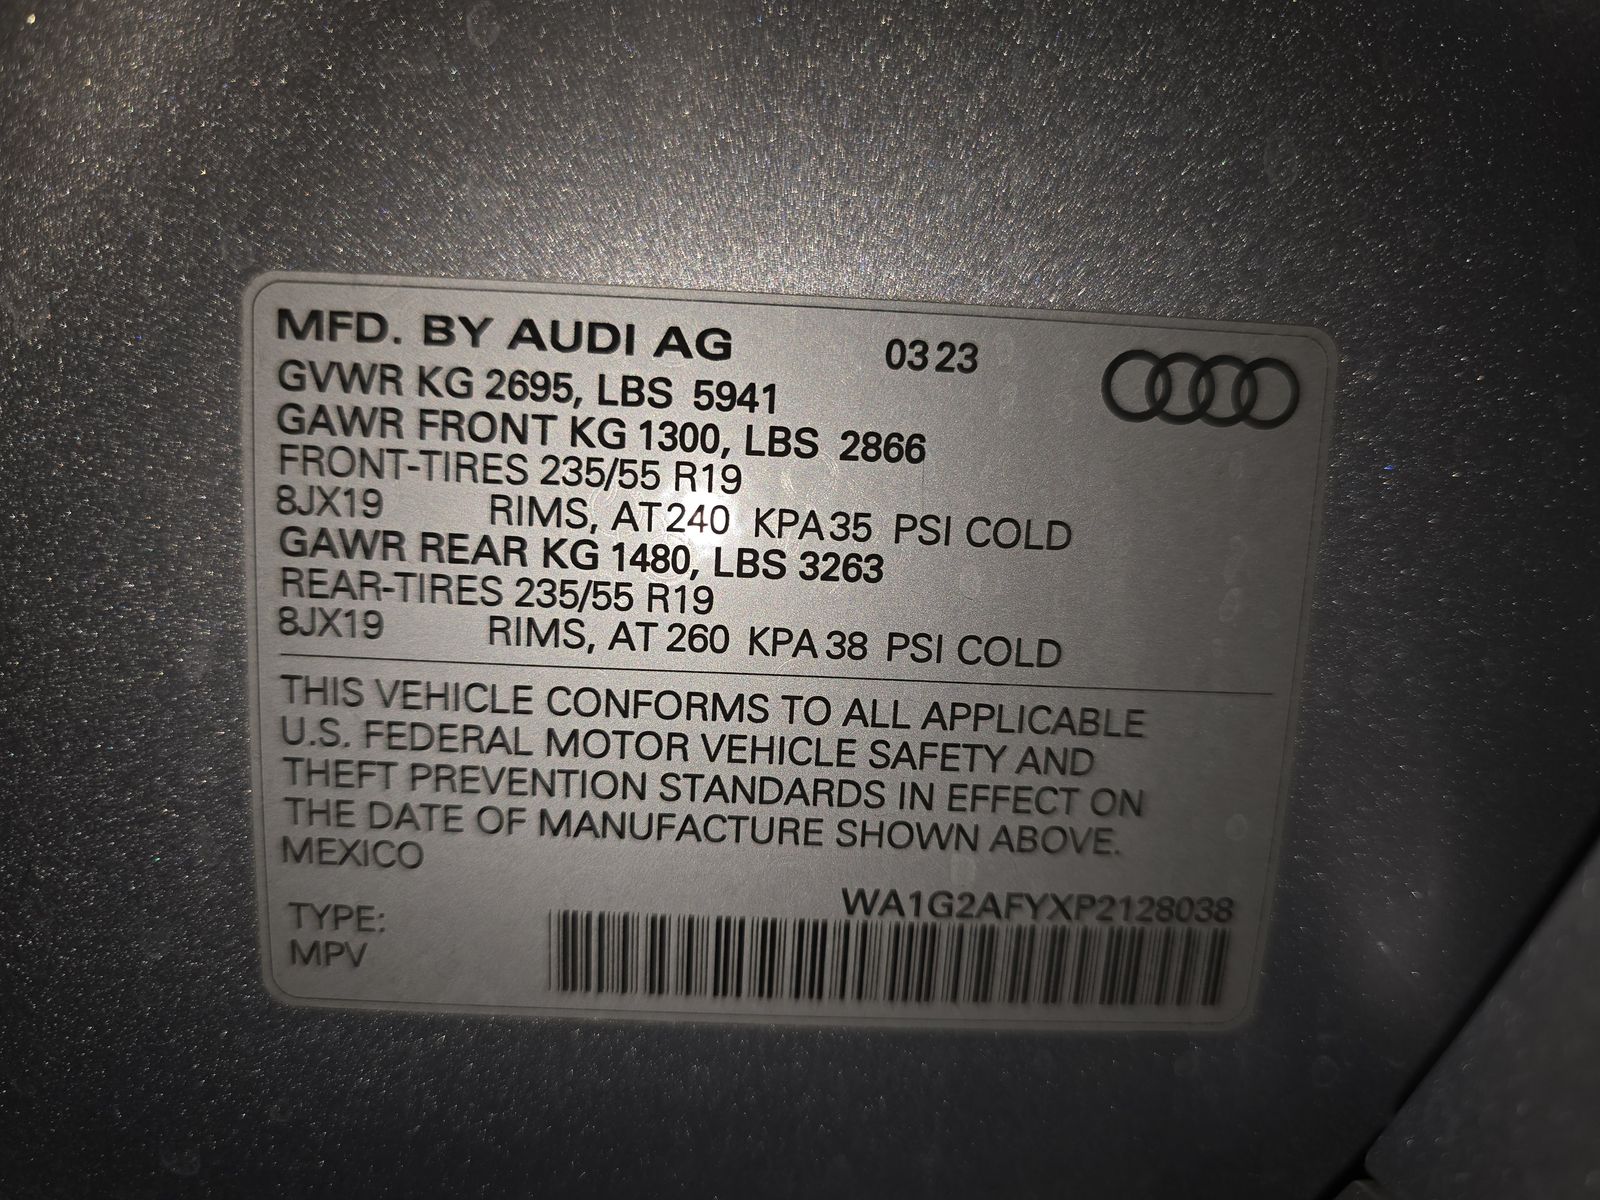 MFD. BY AUDI AG 03 23
GVWR KG 2695, LBS 5941
GAWR FRONT KG 1300, LBS 2866
FRONT-TIRES 235/55 R19
8JX19 RIMS, AT 240 KPA 35 PSI COLD
GAWR REAR KG 1480, LBS 3263
REAR-TIRES 235/55 R19
8JX19 RIMS, AT 260 KPA 38 PSI COLD
THIS VEHICLE CONFORMS TO ALL APPLICABLE
U.S. FEDERAL MOTOR VEHICLE SAFETY AND
THEFT PREVENTION STANDARDS IN EFFECT ON
THE DATE OF MANUFACTURE SHOWN ABOVE.
MEXICO
WA1G2AFYXP2128038
TYPE:
MPV